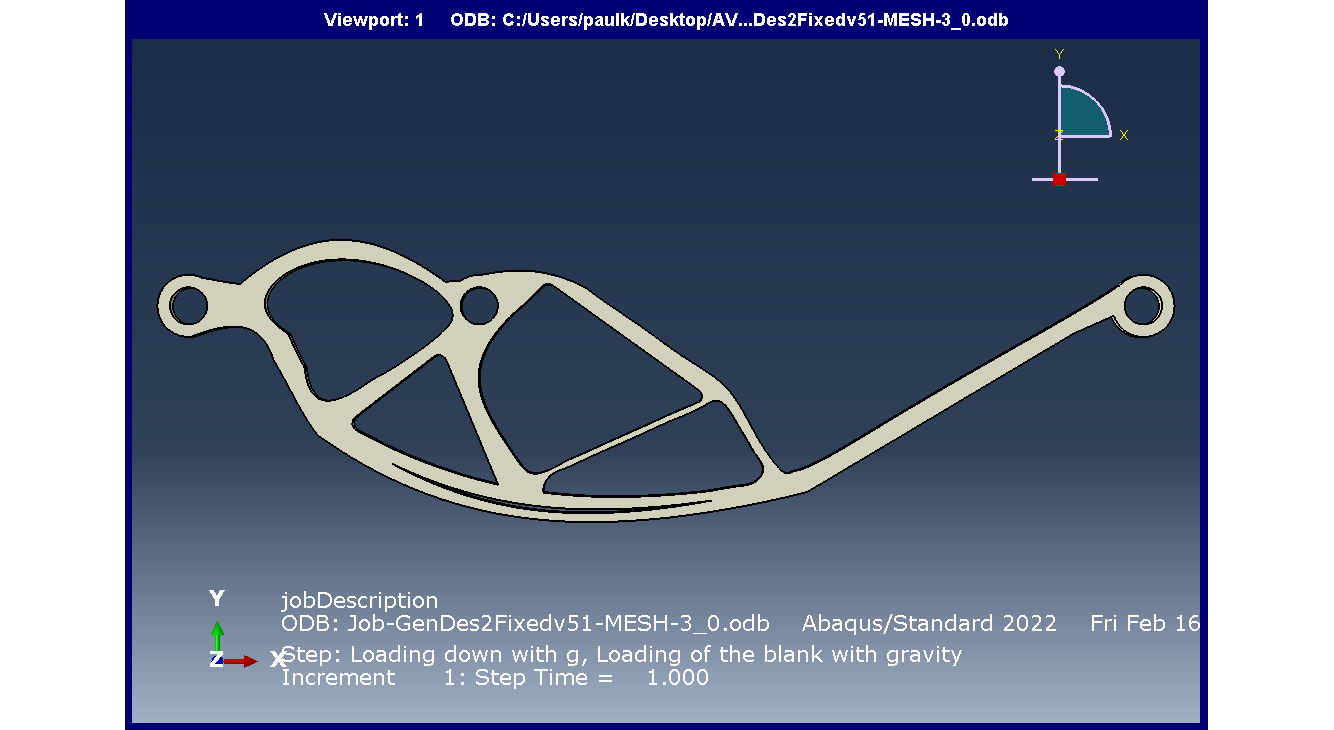 Viewport: 1 ODB: C:/Users/paulk/Desktop/AV...Des2Fixedv51-MESH-3_0.odb
Y
Z X
Y
jobDescription
ODB: Job-GenDes2Fixedv51-MESH-3_0.odb Abaqus/Standard 2022 Fri Feb 16
Z X Step: Loading down with g, Loading of the blank with gravity
Increment 1: Step Time = 1.000